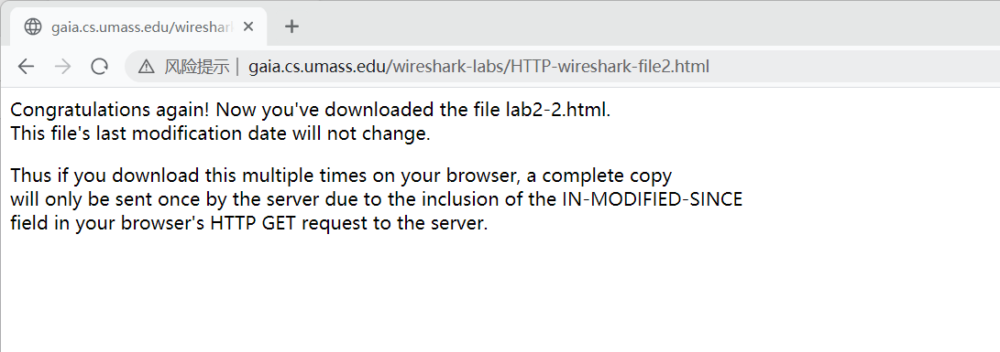 gaia.cs.umass.edu/wireshar
风险提示 | gaia.cs.umass.edu/wireshark-labs/HTTP-wireshark-file2.html
Congratulations again! Now you've downloaded the file lab2-2.html.
This file's last modification date will not change.
Thus if you download this multiple times on your browser, a complete copy
will only be sent once by the server due to the inclusion of the IN-MODIFIED-SINCE
field in your browser's HTTP GET request to the server.